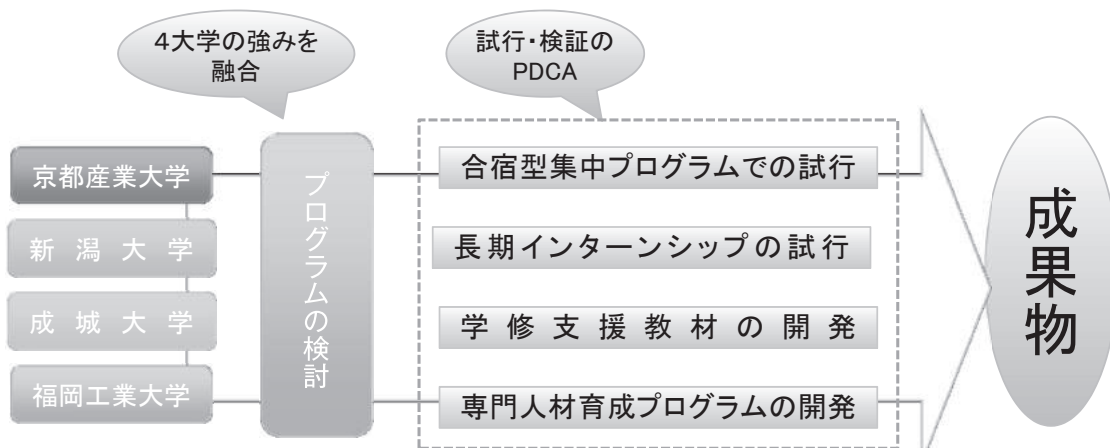 4大学の強みを
融合
試行・検証の
PDCA
京都産業大学
新潟大学
成城大学
福岡工業大学
プログラムの検討
合宿型集中プログラムでの試行
長期インターンシップの試行
学修支援教材の開発
専門人材育成プログラムの開発
成果物